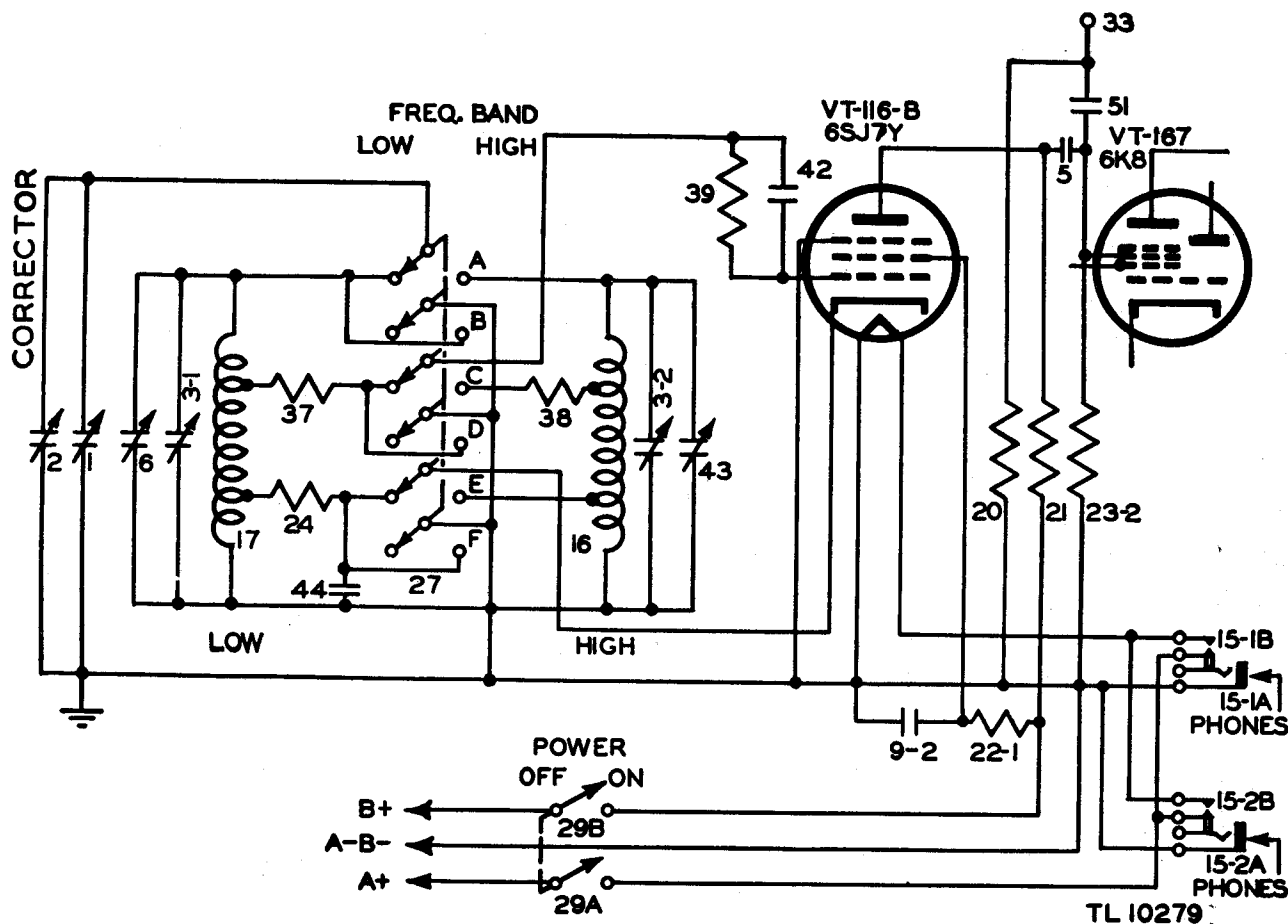 33
51
VT-116-B
6SJ7Y
VT-167
6K8
5
FREQ. BAND
LOW
HIGH
42
39
CORRECTOR
A
B
C
D
E
F
3-1
37
38
3-2
2
1
6
43
24
17
16
20
21
23-2
44
27
LOW
HIGH
15-1B
15-1A
PHONES
9-2
22-1
POWER
OFF
ON
B+
29B
A-B-
A+
29A
15-2B
15-2A
PHONES
TL 10279